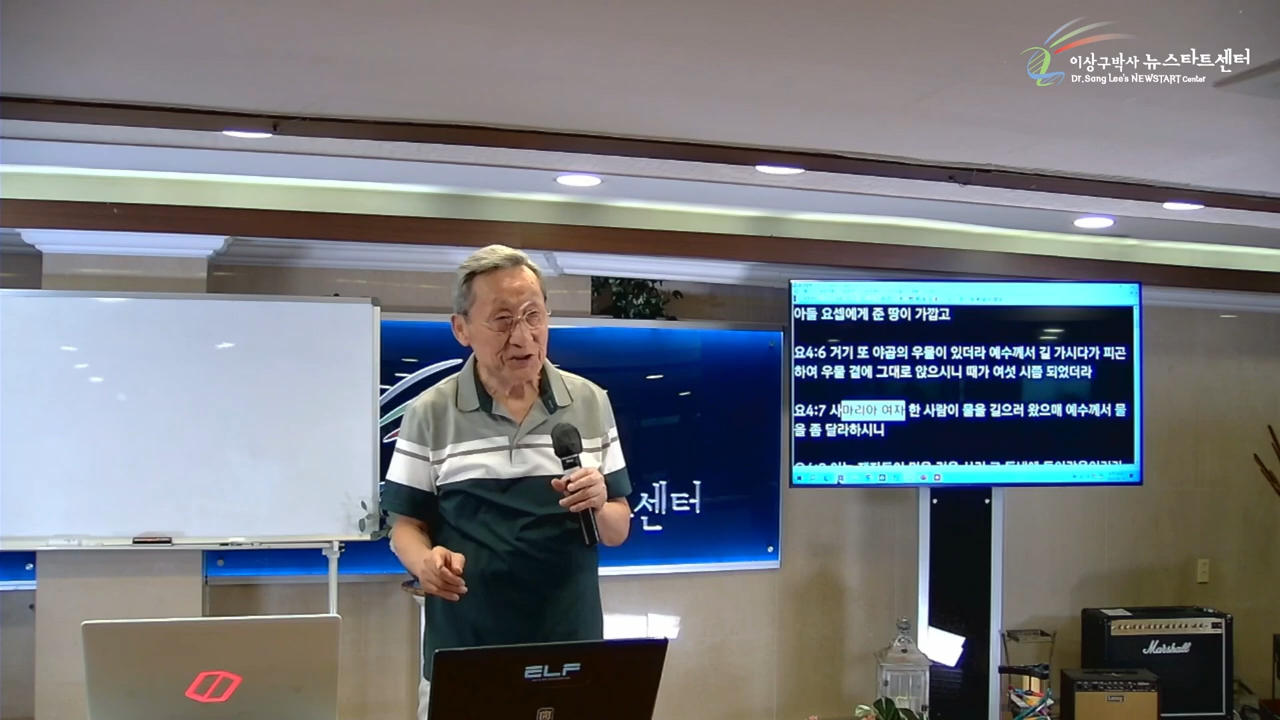 이상구박사 뉴스타트센터
Dr. Sang Lee's NEWSTART Center
아들 요셉에게 준 땅이 가깝고
요4:6 거기 또 야곱의 우물이 있더라 예수께서 길 가시다가 피곤
하여 우물 곁에 그대로 앉으시니 때가 여섯 시쯤 되었더라
요4:7 사마리아 여자 한 사람이 물을 길으러 왔으매 예수께서 물
을 좀 달라하시니
센터
ELF
Marshall
Laney